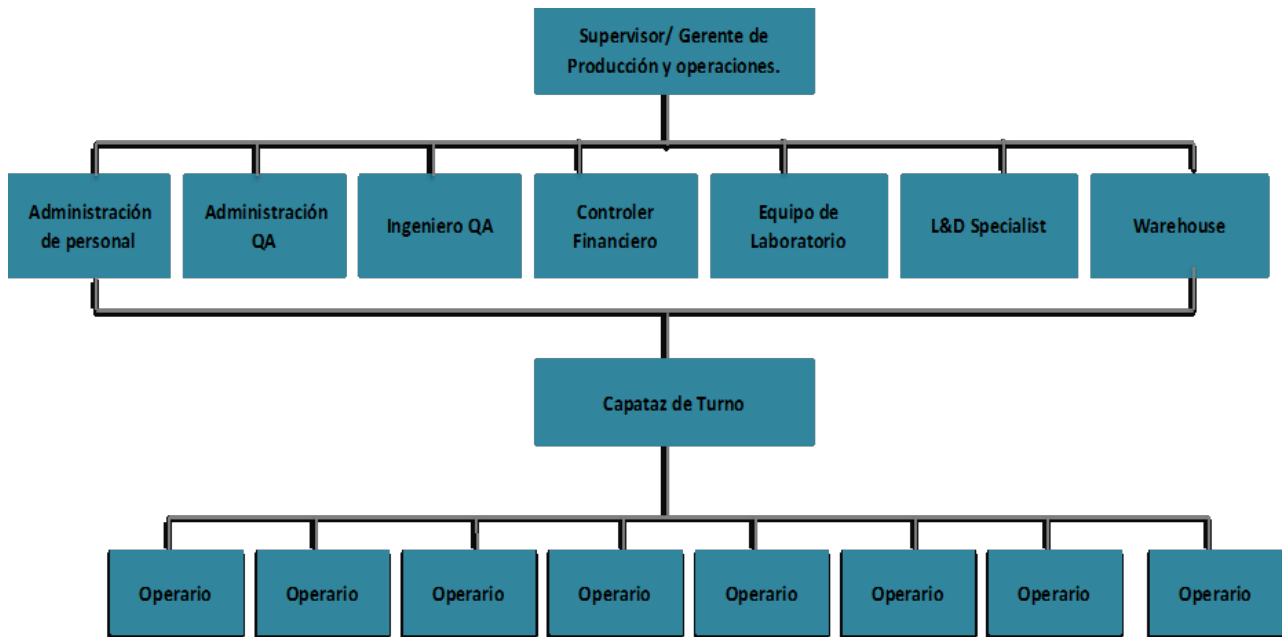 Supervisor/ Gerente de
Producción y operaciones.
Administración
de personal
Administración
QA
Ingeniero QA
Controler
Financiero
Equipo de
Laboratorio
L&D Specialist
Warehouse
Capataz de Turno
Operario
Operario
Operario
Operario
Operario
Operario
Operario
Operario